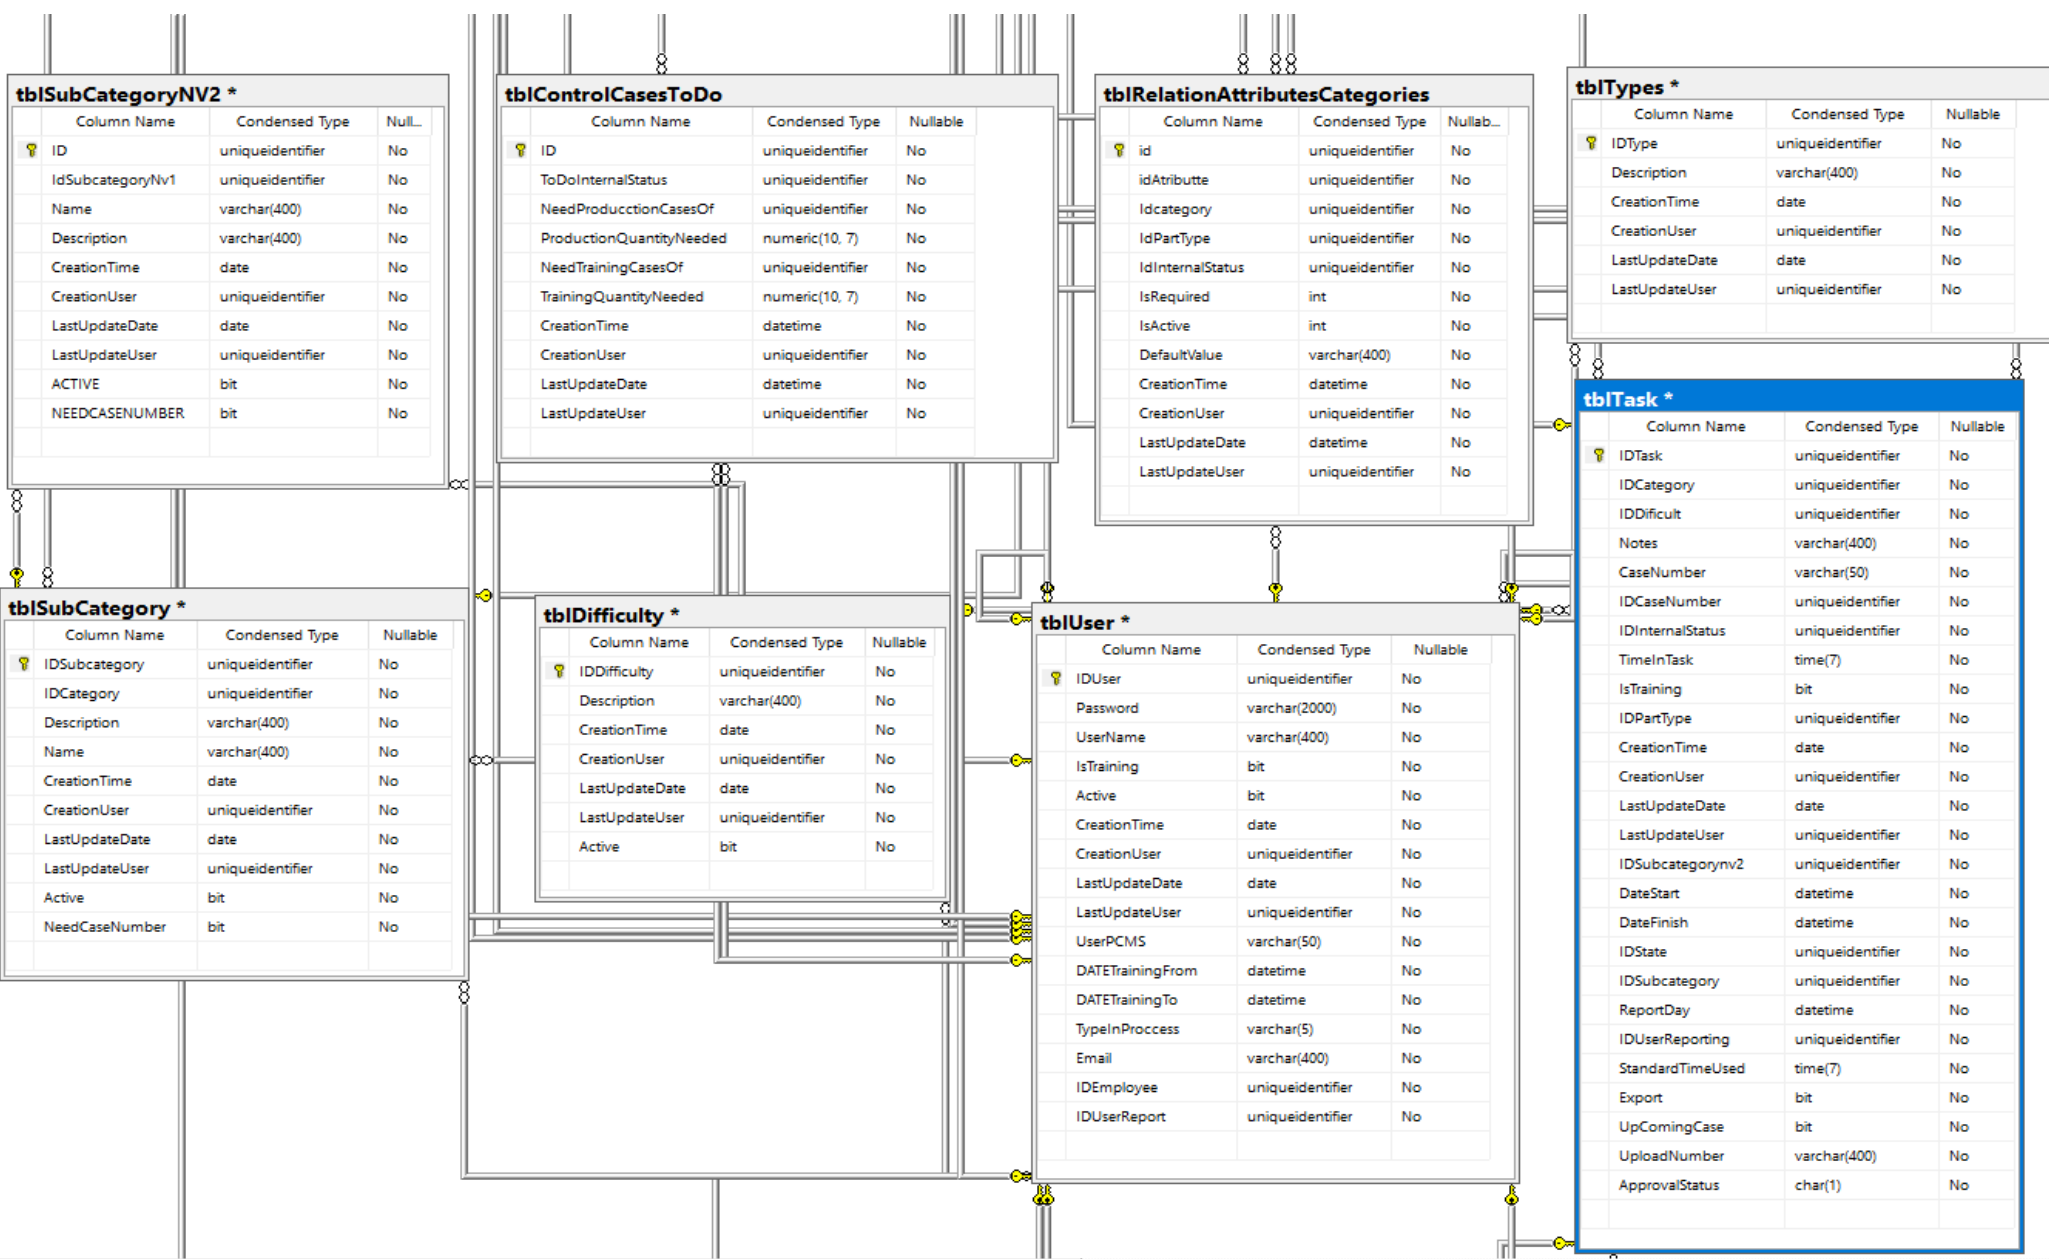 tblSubCategoryNV2 *
Column Name Condensed Type Null...
ID uniqueidentifier No
IdSubcategoryNv1 uniqueidentifier No
Name varchar(400) No
Description varchar(400) No
CreationTime date No
CreationUser uniqueidentifier No
LastUpdateDate date No
LastUpdateUser uniqueidentifier No
ACTIVE bit No
NEEDCASENUMBER bit No
tblControlCasesToDo
Column Name Condensed Type Nullable
ID uniqueidentifier No
ToDoInternalStatus uniqueidentifier No
NeedProducctionCasesOf uniqueidentifier No
ProductionQuantityNeeded numeric(10, 7) No
NeedTrainingCasesOf uniqueidentifier No
TrainingQuantityNeeded numeric(10, 7) No
CreationTime datetime No
CreationUser uniqueidentifier No
LastUpdateDate datetime No
LastUpdateUser uniqueidentifier No
tblRelationAttributesCategories
Column Name Condensed Type Nullab...
id uniqueidentifier No
idAtributte uniqueidentifier No
Idcategory uniqueidentifier No
IdPartType uniqueidentifier No
IdInternalStatus uniqueidentifier No
IsRequired int No
IsActive int No
DefaultValue varchar(400) No
CreationTime datetime No
CreationUser uniqueidentifier No
LastUpdateDate datetime No
LastUpdateUser uniqueidentifier No
tblTypes *
Column Name Condensed Type Nullable
IDType uniqueidentifier No
Description varchar(400) No
CreationTime date No
CreationUser uniqueidentifier No
LastUpdateDate date No
LastUpdateUser uniqueidentifier No
tblSubCategory *
Column Name Condensed Type Nullable
IDSubcategory uniqueidentifier No
IDCategory uniqueidentifier No
Description varchar(400) No
Name varchar(400) No
CreationTime date No
CreationUser uniqueidentifier No
LastUpdateDate date No
LastUpdateUser uniqueidentifier No
Active bit No
NeedCaseNumber bit No
tblDifficulty *
Column Name Condensed Type Nullable
IDDifficulty uniqueidentifier No
Description varchar(400) No
CreationTime date No
CreationUser uniqueidentifier No
LastUpdateDate date No
LastUpdateUser uniqueidentifier No
Active bit No
tblUser *
Column Name Condensed Type Nullable
IDUser uniqueidentifier No
Password varchar(2000) No
UserName varchar(400) No
IsTraining bit No
Active bit No
CreationTime date No
CreationUser uniqueidentifier No
LastUpdateDate date No
LastUpdateUser uniqueidentifier No
UserPCMS varchar(50) No
DATETrainingFrom datetime No
DATETrainingTo datetime No
TypeInProccess varchar(5) No
Email varchar(400) No
IDEmployee uniqueidentifier No
IDUserReport uniqueidentifier No
tblTask *
Column Name Condensed Type Nullable
IDTask uniqueidentifier No
IDCategory uniqueidentifier No
IDDificult uniqueidentifier No
Notes varchar(400) No
CaseNumber varchar(50) No
IDCaseNumber uniqueidentifier No
IDInternalStatus uniqueidentifier No
TimeInTask time(7) No
IsTraining bit No
IDPartType uniqueidentifier No
CreationTime date No
CreationUser uniqueidentifier No
LastUpdateDate date No
LastUpdateUser uniqueidentifier No
IDSubcategorynv2 uniqueidentifier No
DateStart datetime No
DateFinish datetime No
IDState uniqueidentifier No
IDSubcategory uniqueidentifier No
ReportDay datetime No
IDUserReporting uniqueidentifier No
StandardTimeUsed time(7) No
Export bit No
UpComingCase bit No
UploadNumber varchar(400) No
ApprovalStatus char(1) No